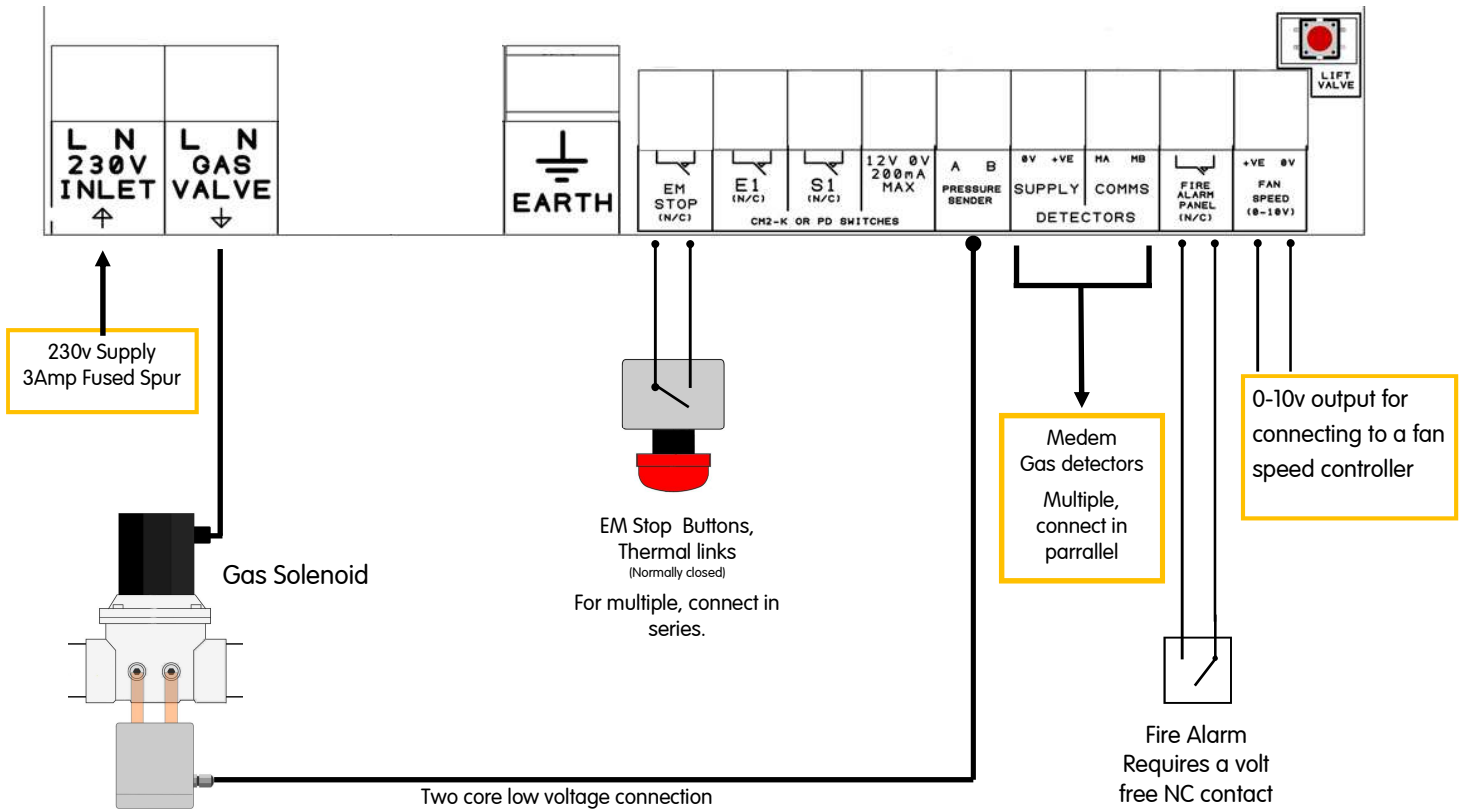 LIFT
VALVE
L N
230V
INLET
L N
GAS
VALVE
EARTH
EM
STOP
(N/C)
E1
(N/C)
S1
(N/C)
12V 0V
200mA
MAX
CM2-K OR PD SWITCHES
A B
PRESSURE
SENDER
0V +VE
SUPPLY
MA MB
COMMS
DETECTORS
FIRE
ALARM
PANEL
(N/C)
+VE 0V
FAN
SPEED
(0-10V)
230v Supply
3Amp Fused Spur
Gas Solenoid
EM Stop Buttons,
Thermal links
(Normally closed)
For multiple, connect in
series.
Medem
Gas detectors
Multiple,
connect in
parrallel
0-10v output for
connecting to a fan
speed controller
Fire Alarm
Requires a volt
free NC contact
Two core low voltage connection